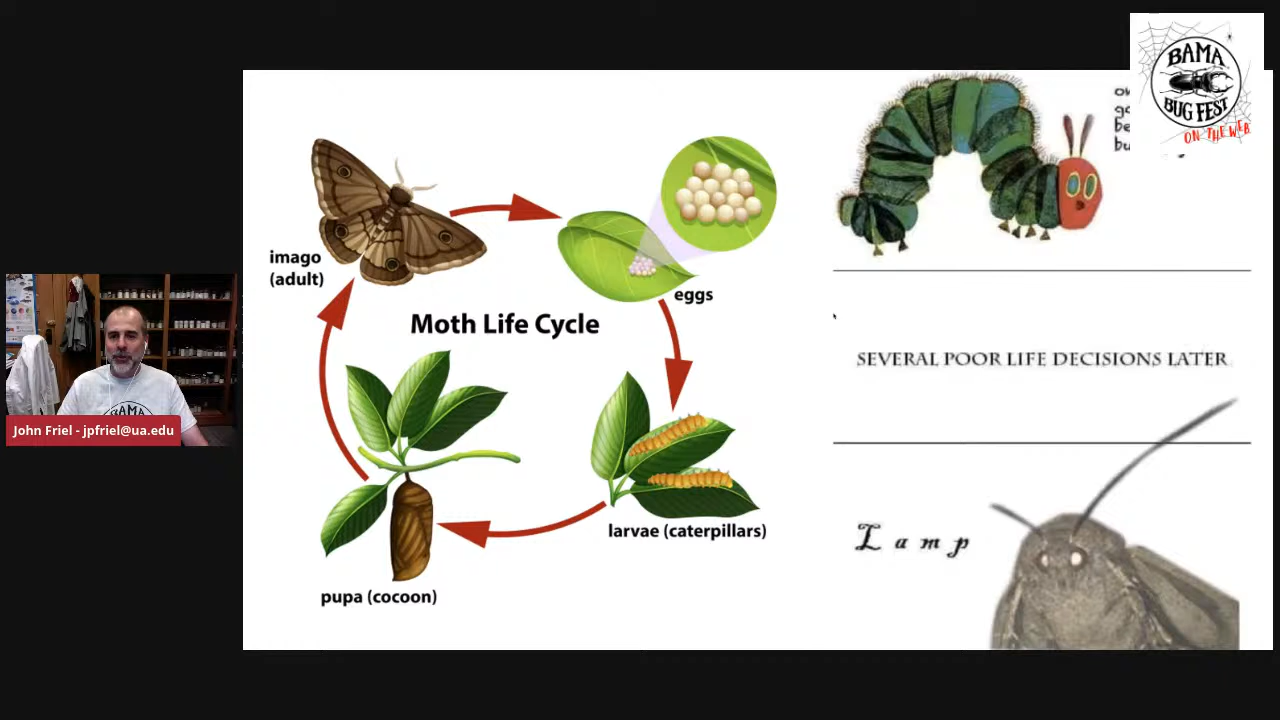 BAMA
BUG FEST
ON THE WEB
imago
(adult)
eggs
Moth Life Cycle
larvae (caterpillars)
pupa (cocoon)
SEVERAL POOR LIFE DECISIONS LATER
Lamp
BAMA
John Friel - jpfriel@ua.edu